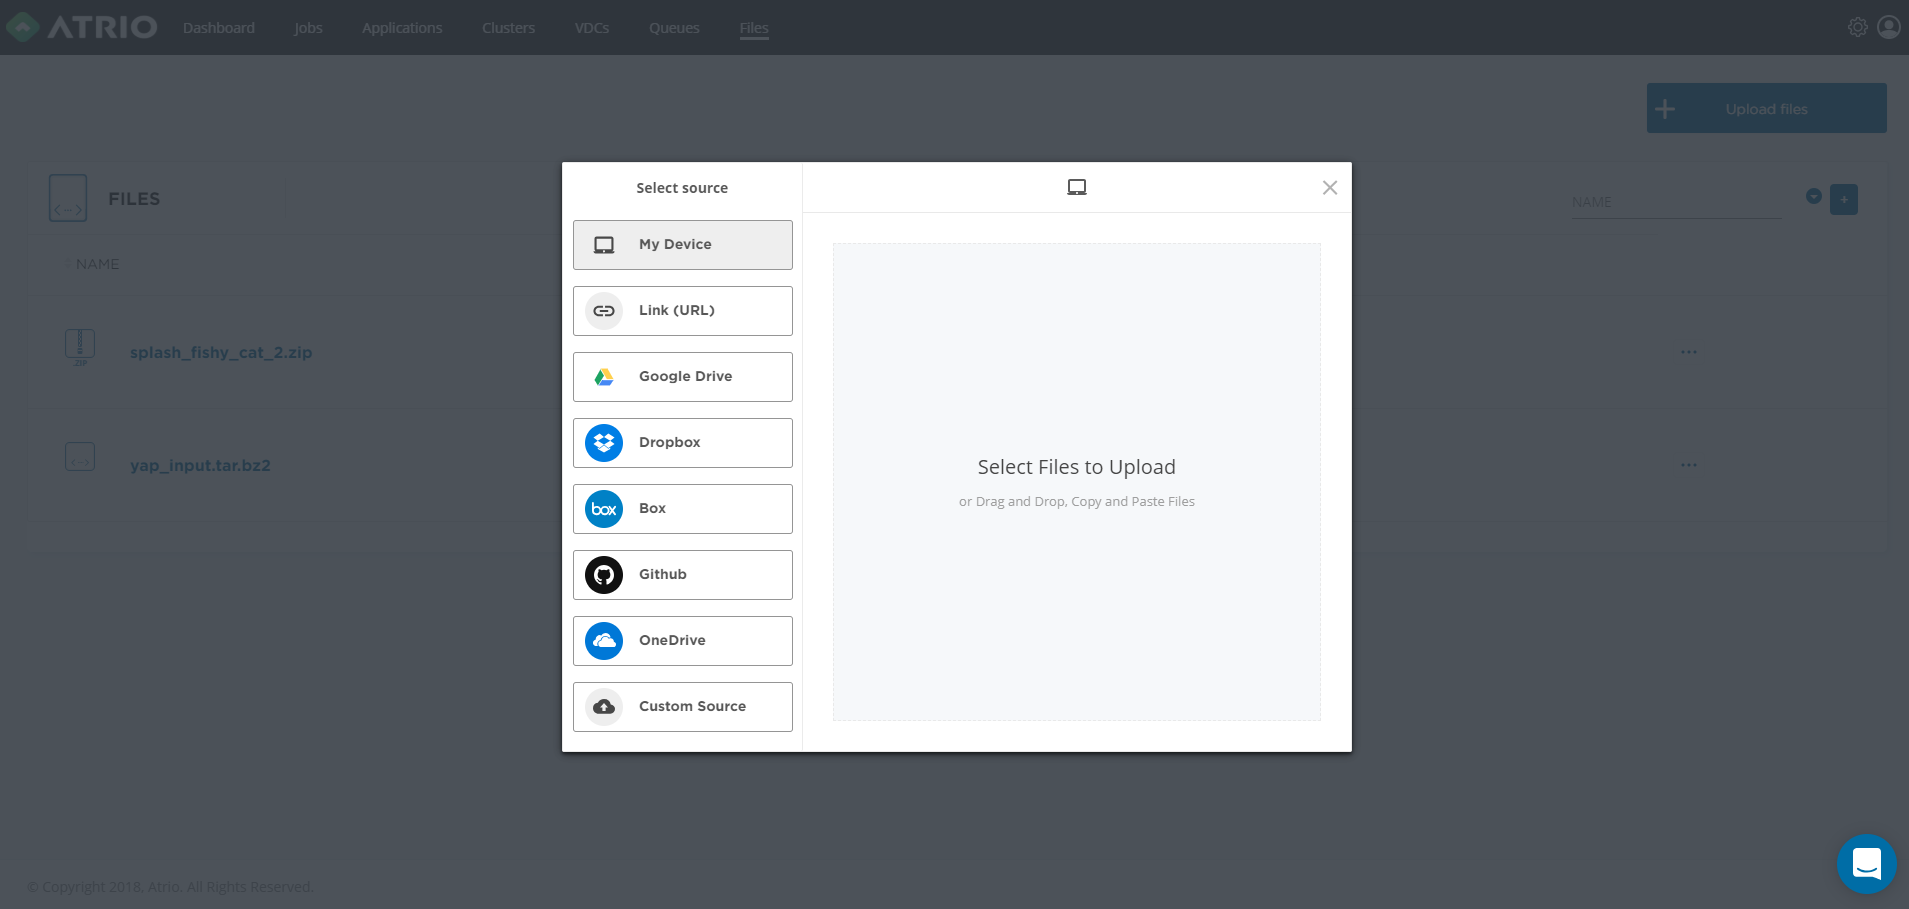 ATRIO
Dashboard Jobs Applications Clusters VDCs Queues Files
Upload files
FILES
NAME
NAME
splash_fishy_cat_2.zip
ZIP
yap_input.tar.bz2
Select source
My Device
Link (URL)
Google Drive
Dropbox
box Box
Github
OneDrive
Custom Source
Select Files to Upload
or Drag and Drop, Copy and Paste Files
© Copyright 2018, Atrio. All Rights Reserved.